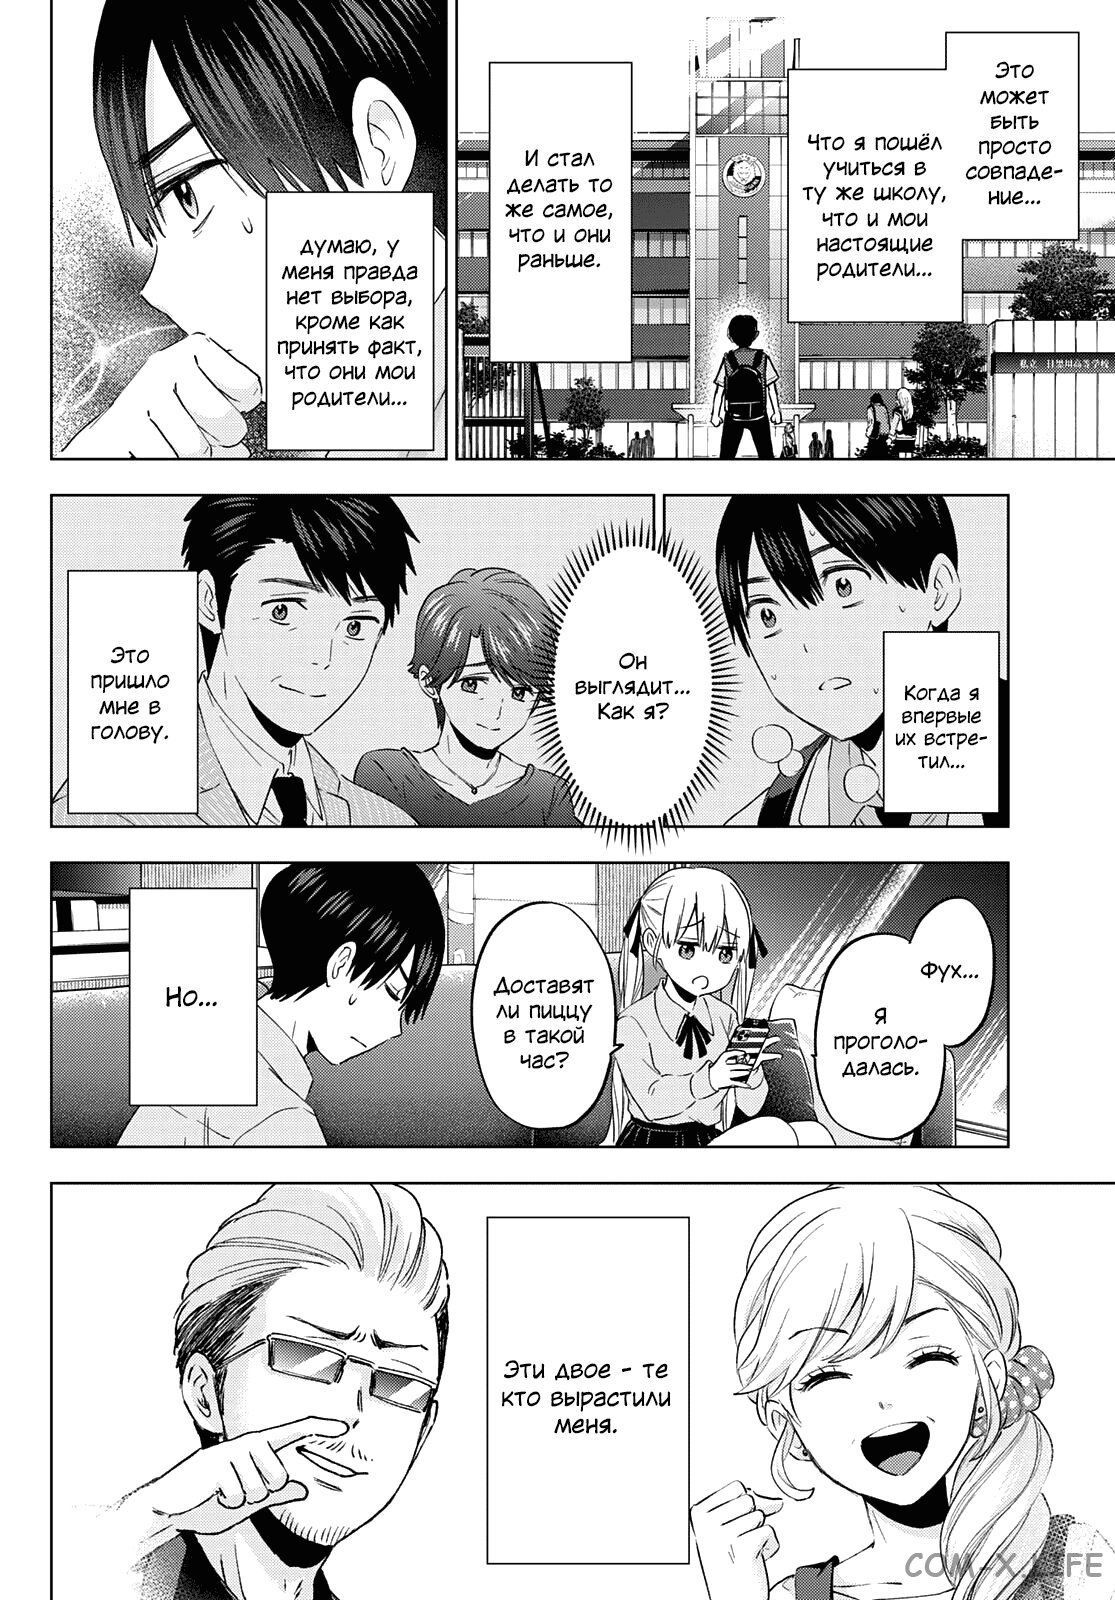 Это
может
быть
просто
совпаде-
ние...
Что я пошёл
учиться в
ту же школу,
что и мои
настоящие
родители...
И стал
делать то
же самое,
что и они
раньше.
думаю, у
меня правда
нет выбора,
кроме как
принять факт,
что они мои
родители...
Когда я
впервые
их встре-
тил...
Он
выглядит...
Как я?
Это
пришло
мне в
голову.
Фух...
Я
проголо-
далась.
Доставят
ли пиццу
в такой
час?
Но...
Эти двое - те
кто вырастили
меня.
COM-X.LIFE